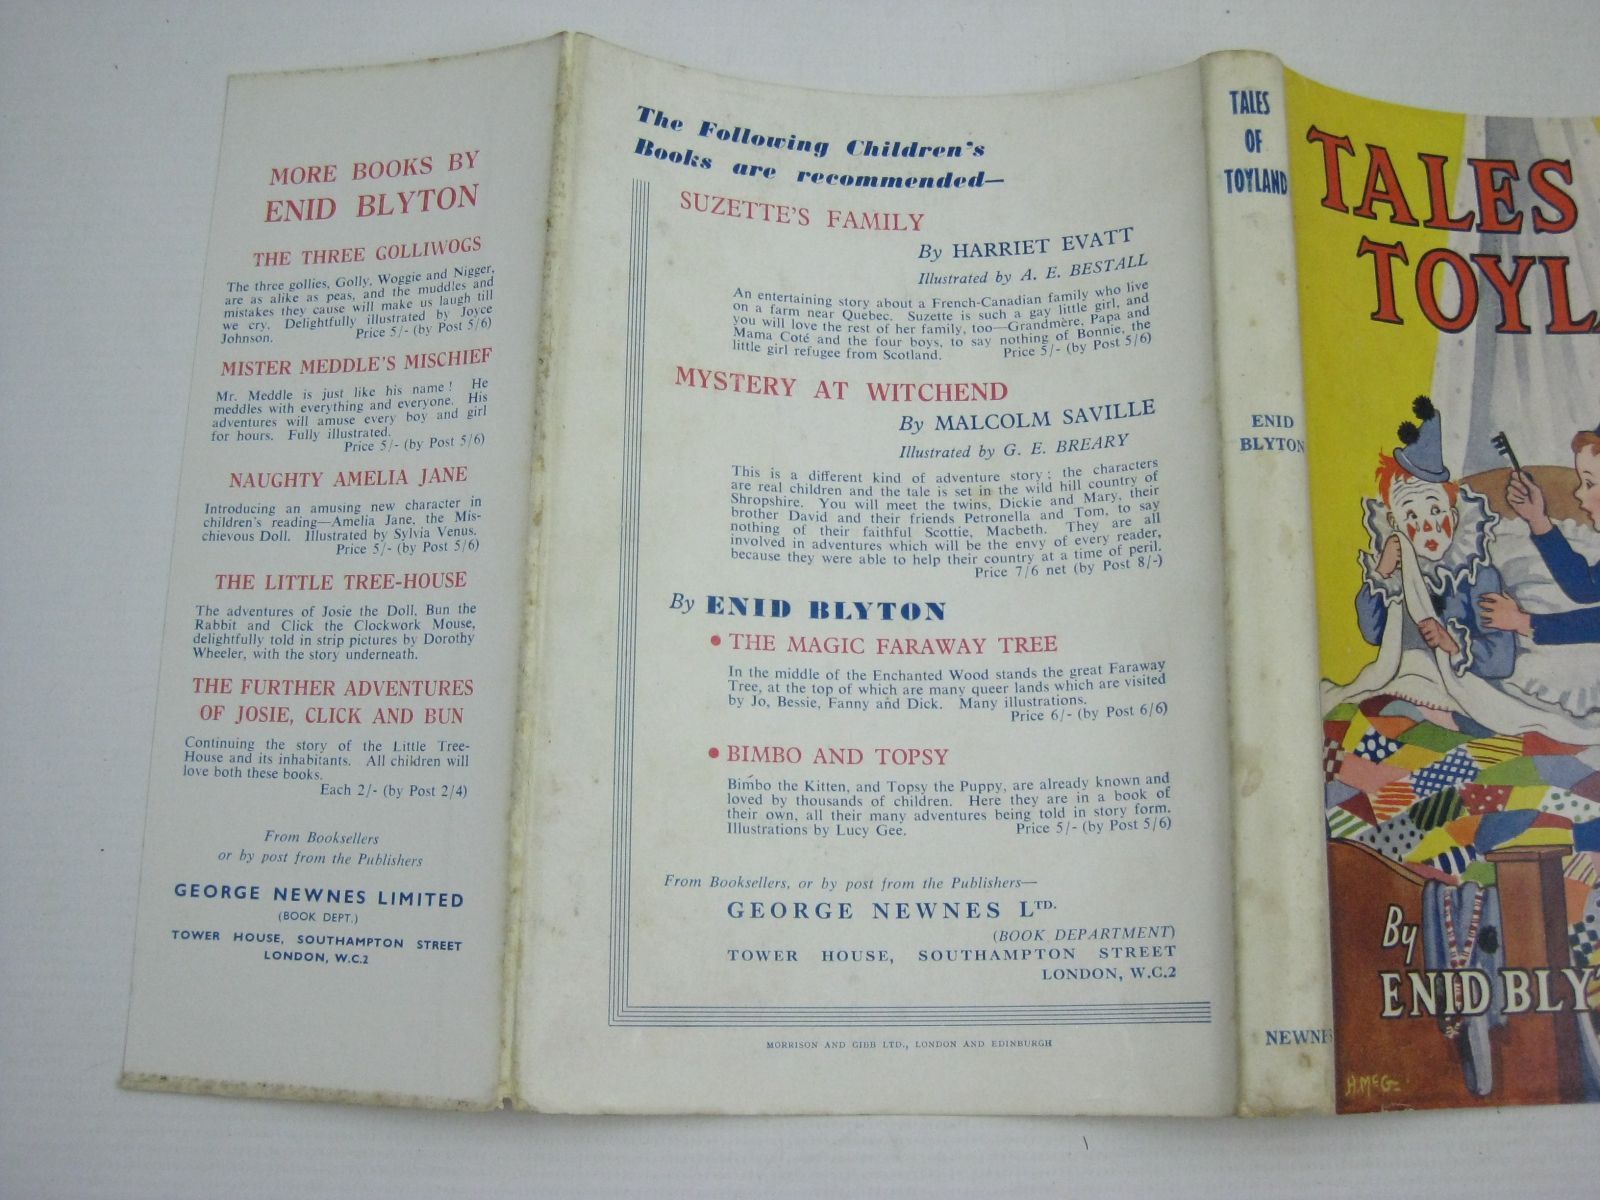 MORE BOOKS BY
ENID BLYTON
THE THREE GOLLIWOGS
The three gollies, Golly, Woggie and Nigger,
are as alike as peas, and the muddles and
mistakes they cause will make us laugh till
we cry. Delightfully illustrated by Joyce
Johnson. Price 5/- (by Post 5/6)
MISTER MEDDLE'S MISCHIEF
Mr. Meddle is just like his name! He
meddles with everything and everyone. His
adventures will amuse every boy and girl
for hours. Fully illustrated.
Price 5/- (by Post 5/6)
NAUGHTY AMELIA JANE
Introducing an amusing new character in
children's reading—Amelia Jane, the Mis-
chievous Doll. Illustrated by Sylvia Venus.
Price 5/- (by Post 5/6)
THE LITTLE TREE-HOUSE
The adventures of Josie the Doll, Bun the
Rabbit and Click the Clockwork Mouse,
delightfully told in strip pictures by Dorothy
Wheeler, with the story underneath.
THE FURTHER ADVENTURES
OF JOSIE, CLICK AND BUN
Continuing the story of the Little Tree-
House and its inhabitants. All children will
love both these books.
Each 2/- (by Post 2/4)
From Booksellers
or by post from the Publishers
GEORGE NEWNES LIMITED
(BOOK DEPT.)
TOWER HOUSE, SOUTHAMPTON STREET
LONDON, W.C.2
The Following Children's
Books are recommended—
SUZETTE'S FAMILY
By HARRIET EVATT
Illustrated by A. E. BESTALL
An entertaining story about a French-Canadian family who live
on a farm near Quebec. Suzette is such a gay little girl, and
you will love the rest of her family, too—Grandmère, Papa and
Mama Coté and the four boys, to say nothing of Bonnie, the
little girl refugee from Scotland. Price 5/- (by Post 5/6)
MYSTERY AT WITCHEND
By MALCOLM SAVILLE
Illustrated by G. E. BREARY
This is a different kind of adventure story; the characters
are real children and the tale is set in the wild hill country of
Shropshire. You will meet the twins, Dickie and Mary, their
brother David and their friends Petronella and Tom, to say
nothing of their faithful Scottie, Macbeth. They are all
involved in adventures which will be the envy of every reader,
because they were able to help their country at a time of peril.
Price 7/6 net (by Post 8/-)
By ENID BLYTON
• THE MAGIC FARAWAY TREE
In the middle of the Enchanted Wood stands the great Faraway
Tree, at the top of which are many queer lands which are visited
by Jo, Bessie, Fanny and Dick. Many illustrations.
Price 6/- (by Post 6/6)
• BIMBO AND TOPSY
Bimbo the Kitten, and Topsy the Puppy, are already known and
loved by thousands of children. Here they are in a book of
their own, all their many adventures being told in story form.
Illustrations by Lucy Gee. Price 5/- (by Post 5/6)
From Booksellers, or by post from the Publishers—
GEORGE NEWNES LTD.
(BOOK DEPARTMENT)
TOWER HOUSE, SOUTHAMPTON STREET
LONDON, W.C.2
MORRISON AND GIBB LTD., LONDON AND EDINBURGH
TALES
OF
TOYLAND
ENID
BLYTON
NEWNES
TALES
TOYL
By
ENID BLY
H.McG